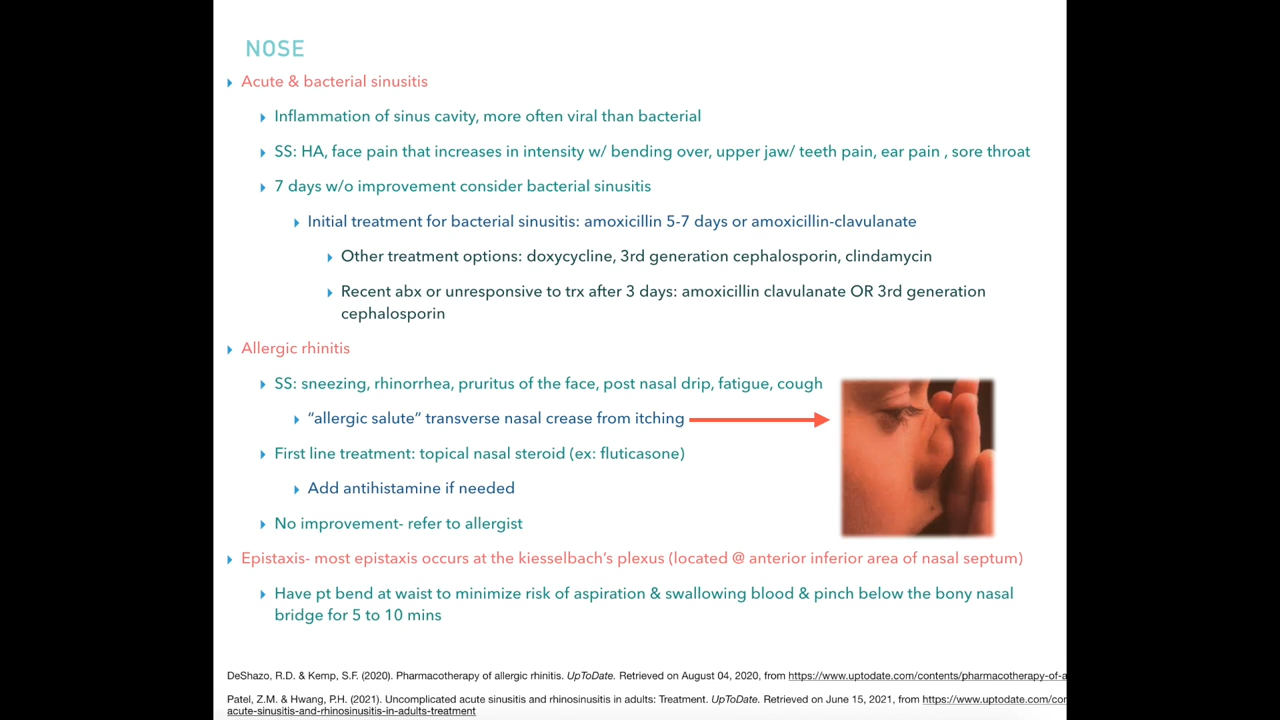 NOSE
Acute & bacterial sinusitis
Inflammation of sinus cavity, more often viral than bacterial
SS: HA, face pain that increases in intensity w/ bending over, upper jaw/ teeth pain, ear pain , sore throat
7 days w/o improvement consider bacterial sinusitis
Initial treatment for bacterial sinusitis: amoxicillin 5-7 days or amoxicillin-clavulanate
Other treatment options: doxycycline, 3rd generation cephalosporin, clindamycin
Recent abx or unresponsive to trx after 3 days: amoxicillin clavulanate OR 3rd generation
cephalosporin
Allergic rhinitis
SS: sneezing, rhinorrhea, pruritus of the face, post nasal drip, fatigue, cough
“allergic salute” transverse nasal crease from itching
First line treatment: topical nasal steroid (ex: fluticasone)
Add antihistamine if needed
No improvement- refer to allergist
Epistaxis- most epistaxis occurs at the kiesselbach’s plexus (located @ anterior inferior area of nasal septum)
Have pt bend at waist to minimize risk of aspiration & swallowing blood & pinch below the bony nasal
bridge for 5 to 10 mins
DeShazo, R.D. & Kemp, S.F. (2020). Pharmacotherapy of allergic rhinitis. UpToDate. Retrieved on August 04, 2020, from https://www.uptodate.com/contents/pharmacotherapy-of-a
Patel, Z.M. & Hwang, P.H. (2021). Uncomplicated acute sinusitis and rhinosinusitis in adults: Treatment. UpToDate. Retrieved on June 15, 2021, from https://www.uptodate.com/con
acute-sinusitis-and-rhinosinusitis-in-adults-treatment